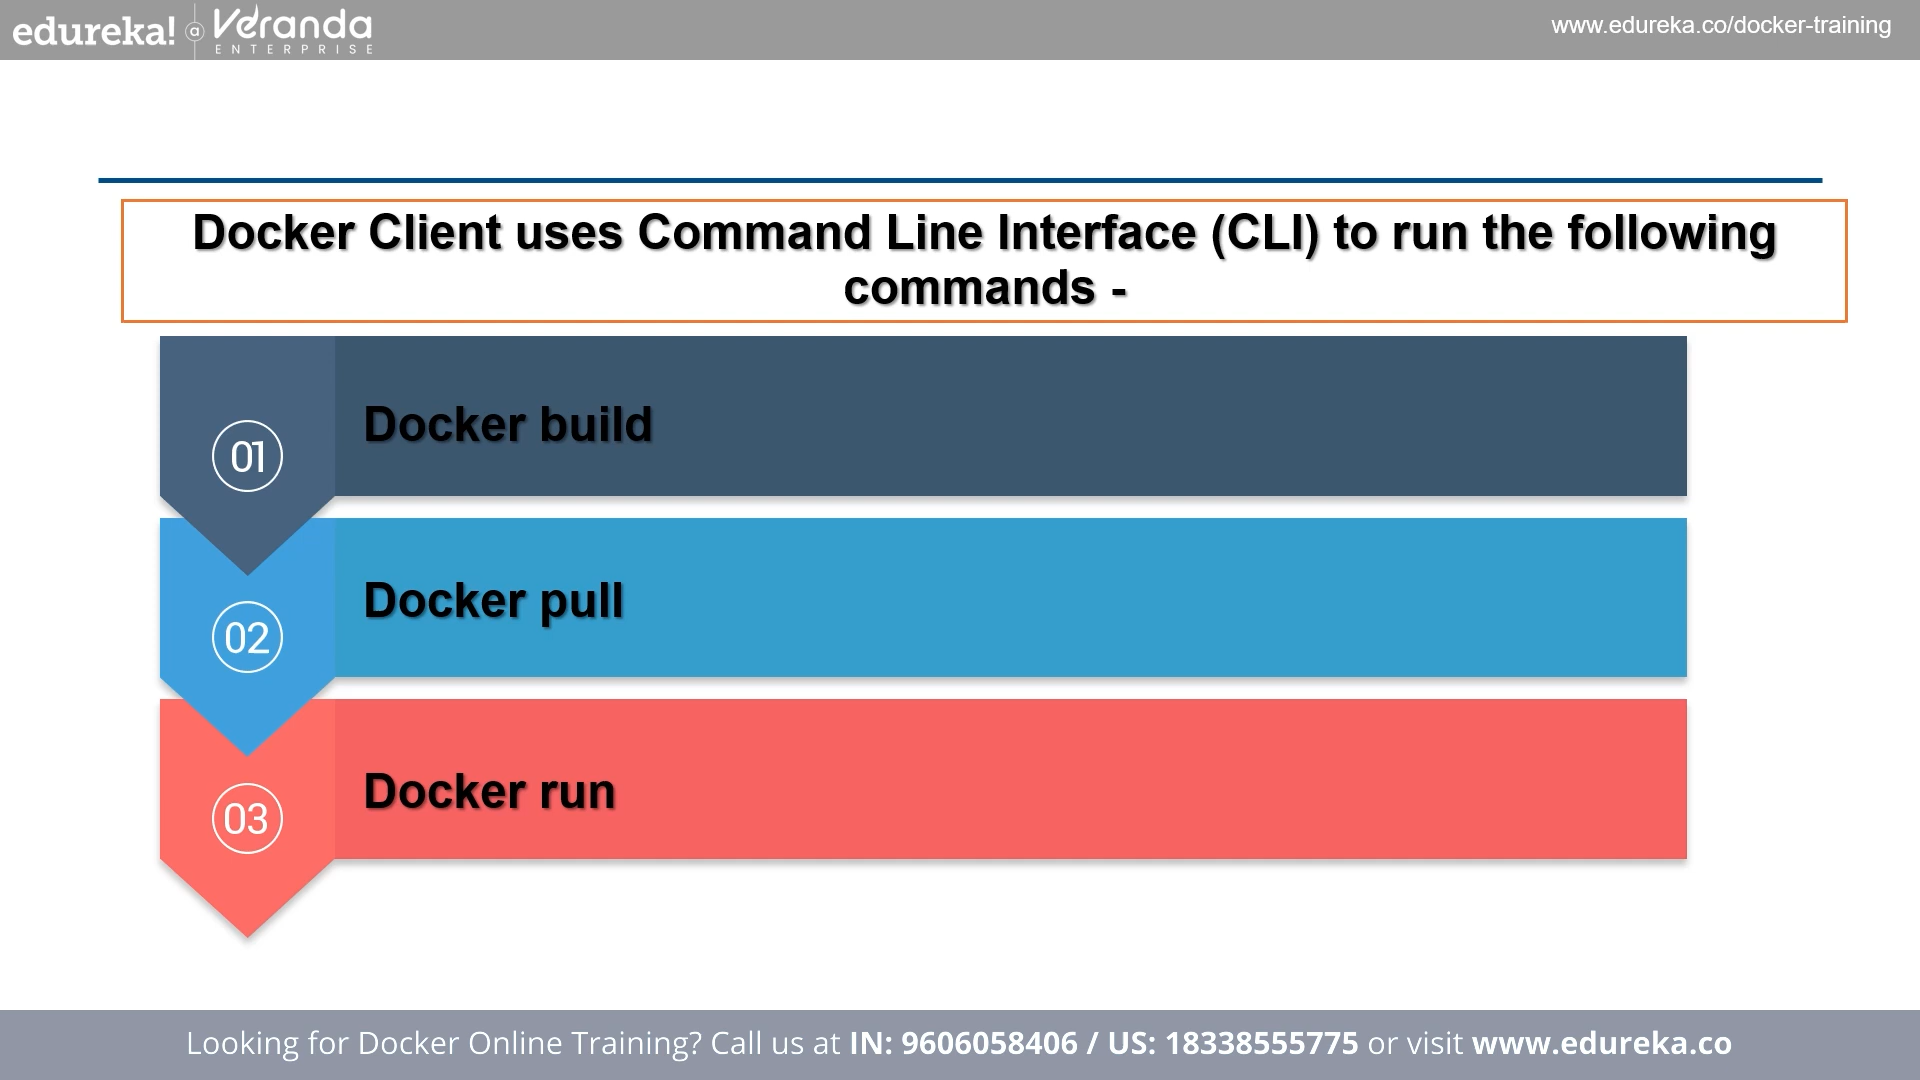 edureka! a Veranda
ENTERPRISE
www.edureka.co/docker-training
Docker Client uses Command Line Interface (CLI) to run the following
commands -
01
Docker build
02
Docker pull
03
Docker run
Looking for Docker Online Training? Call us at IN: 9606058406 / US: 18338555775 or visit www.edureka.co